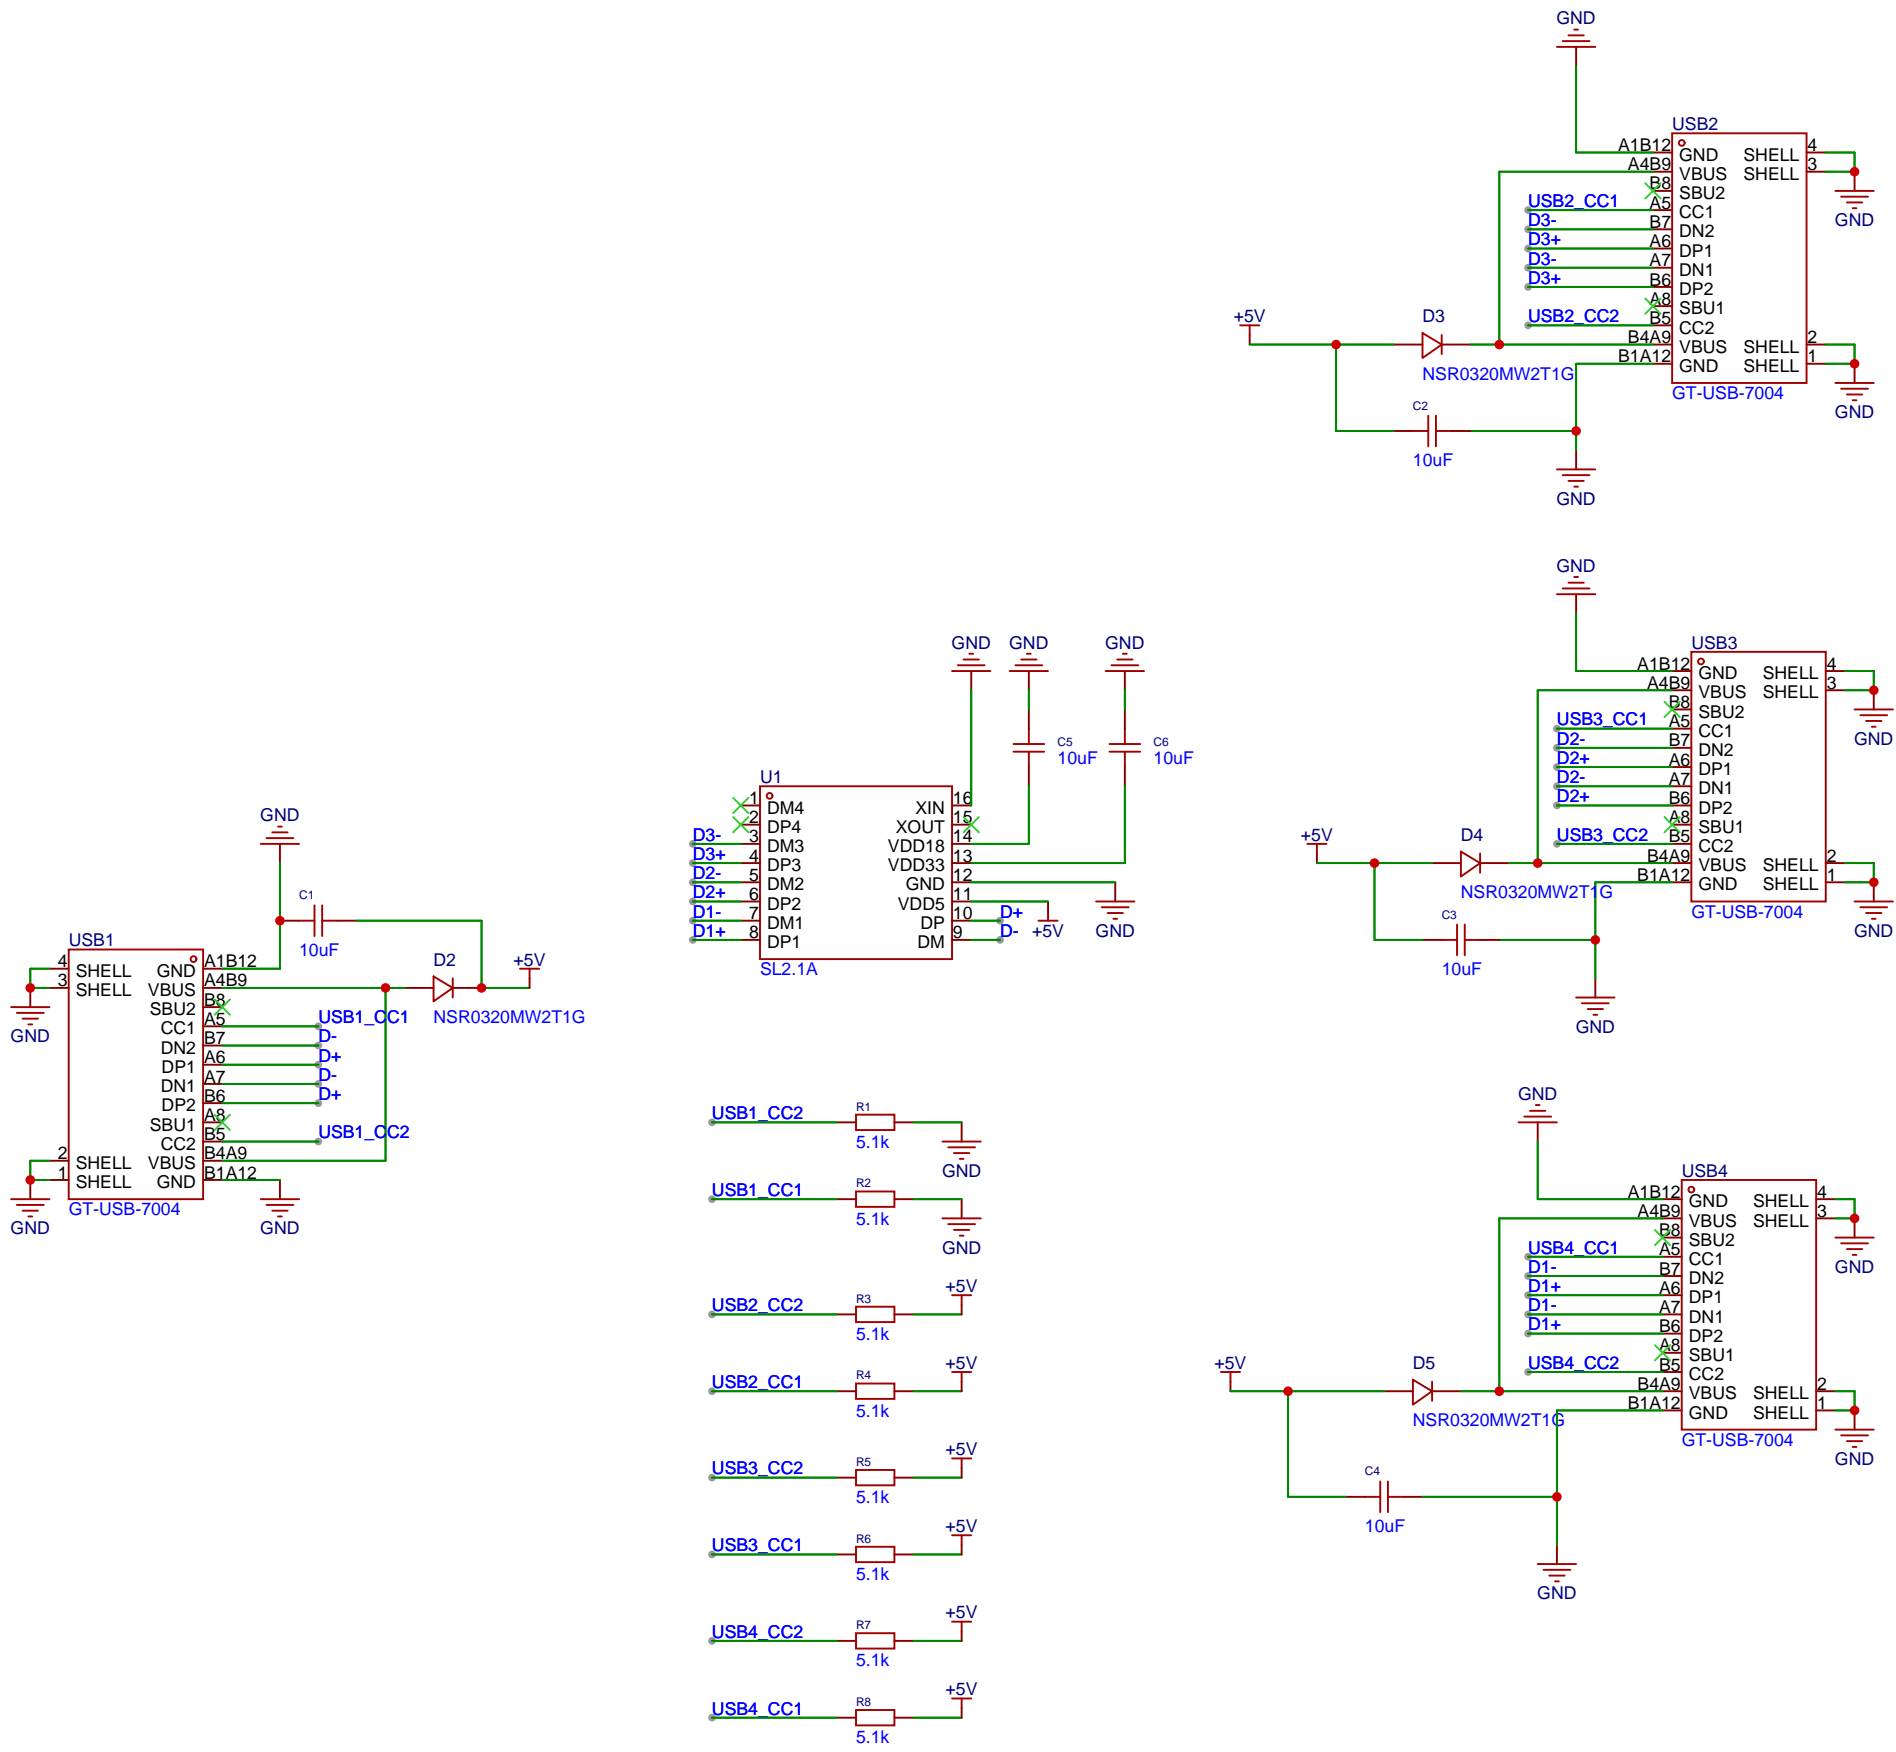 GND
USB2
A1B12 GND SHELL 4
A4B9 VBUS SHELL 3
B8 SBU2
GND
USB2_CC1 A5 CC1
D3- B7 DN2
D3+ A6 DP1
D3- A7 DN1
D3+ B6 DP2
A8 SBU1
USB2_CC2 B5 CC2
B4A9 VBUS SHELL 2
B1A12 GND SHELL 1
GT-USB-7004
GND
+5V
D3
NSR0320MW2T1G
C2
10uF
GND
GND
USB3
A1B12 GND SHELL 4
A4B9 VBUS SHELL 3
B8 SBU2
GND
USB3_CC1 A5 CC1
D2- B7 DN2
D2+ A6 DP1
D2- A7 DN1
D2+ B6 DP2
A8 SBU1
USB3_CC2 B5 CC2
B4A9 VBUS SHELL 2
B1A12 GND SHELL 1
GT-USB-7004
GND
+5V
D4
NSR0320MW2T1G
C3
10uF
GND
GND GND GND
C5
10uF
C6
10uF
U1
1 DM4 XIN 16
2 DP4 XOUT 15
D3- 3 DM3 VDD18 14
D3+ 4 DP3 VDD33 13
D2- 5 DM2 GND 12
D2+ 6 DP2 VDD5 11
D1- 7 DM1 DP 10 D+
D1+ 8 DP1 DM 9 D-
+5V
GND
SL2.1A
GND
C1
10uF
USB1
4 SHELL GND A1B12
3 SHELL VBUS A4B9
SBU2 B8
GND
CC1 A5 USB1_CC1
DN2 B7 D-
DP1 A6 D+
DN1 A7 D-
DP2 B6 D+
SBU1 A8
CC2 B5 USB1_CC2
2 SHELL VBUS B4A9
1 SHELL GND B1A12
GT-USB-7004
GND
GND
D2
+5V
NSR0320MW2T1G
USB1_CC2 R1
5.1k
GND
USB1_CC1 R2
5.1k
GND
USB2_CC2 R3 +5V
5.1k
USB2_CC1 R4 +5V
5.1k
USB3_CC2 R5 +5V
5.1k
USB3_CC1 R6 +5V
5.1k
USB4_CC2 R7 +5V
5.1k
USB4_CC1 R8 +5V
5.1k
GND
USB4
A1B12 GND SHELL 4
A4B9 VBUS SHELL 3
B8 SBU2
GND
USB4_CC1 A5 CC1
D1- B7 DN2
D1+ A6 DP1
D1- A7 DN1
D1+ B6 DP2
A8 SBU1
USB4_CC2 B5 CC2
B4A9 VBUS SHELL 2
B1A12 GND SHELL 1
GT-USB-7004
GND
+5V
D5
NSR0320MW2T1G
C4
10uF
GND